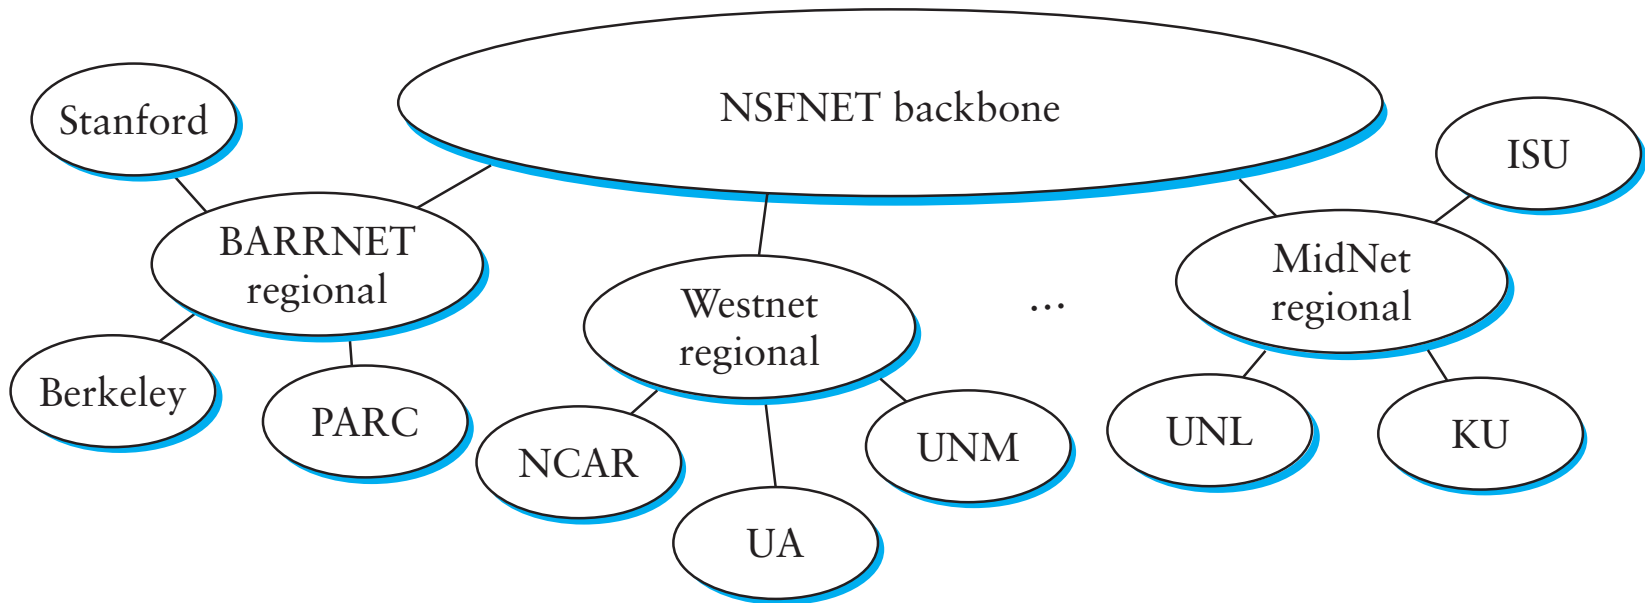 NSFNET backbone
Stanford
ISU
BARRNET
regional
MidNet
regional
Westnet
regional
...
Berkeley
PARC
NCAR
UA
UNM
UNL
KU